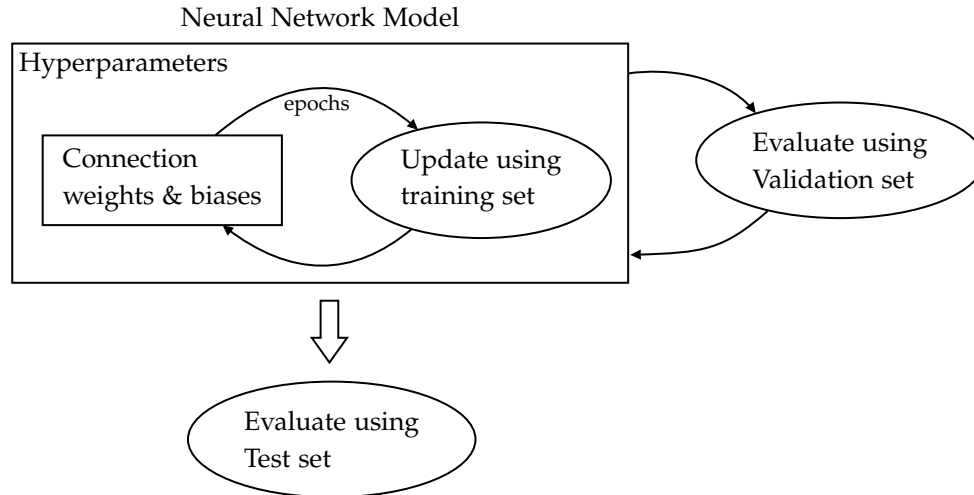 Neural Network Model
Hyperparameters
epochs
Connection
weights & biases
Update using
training set
Evaluate using
Validation set
Evaluate using
Test set